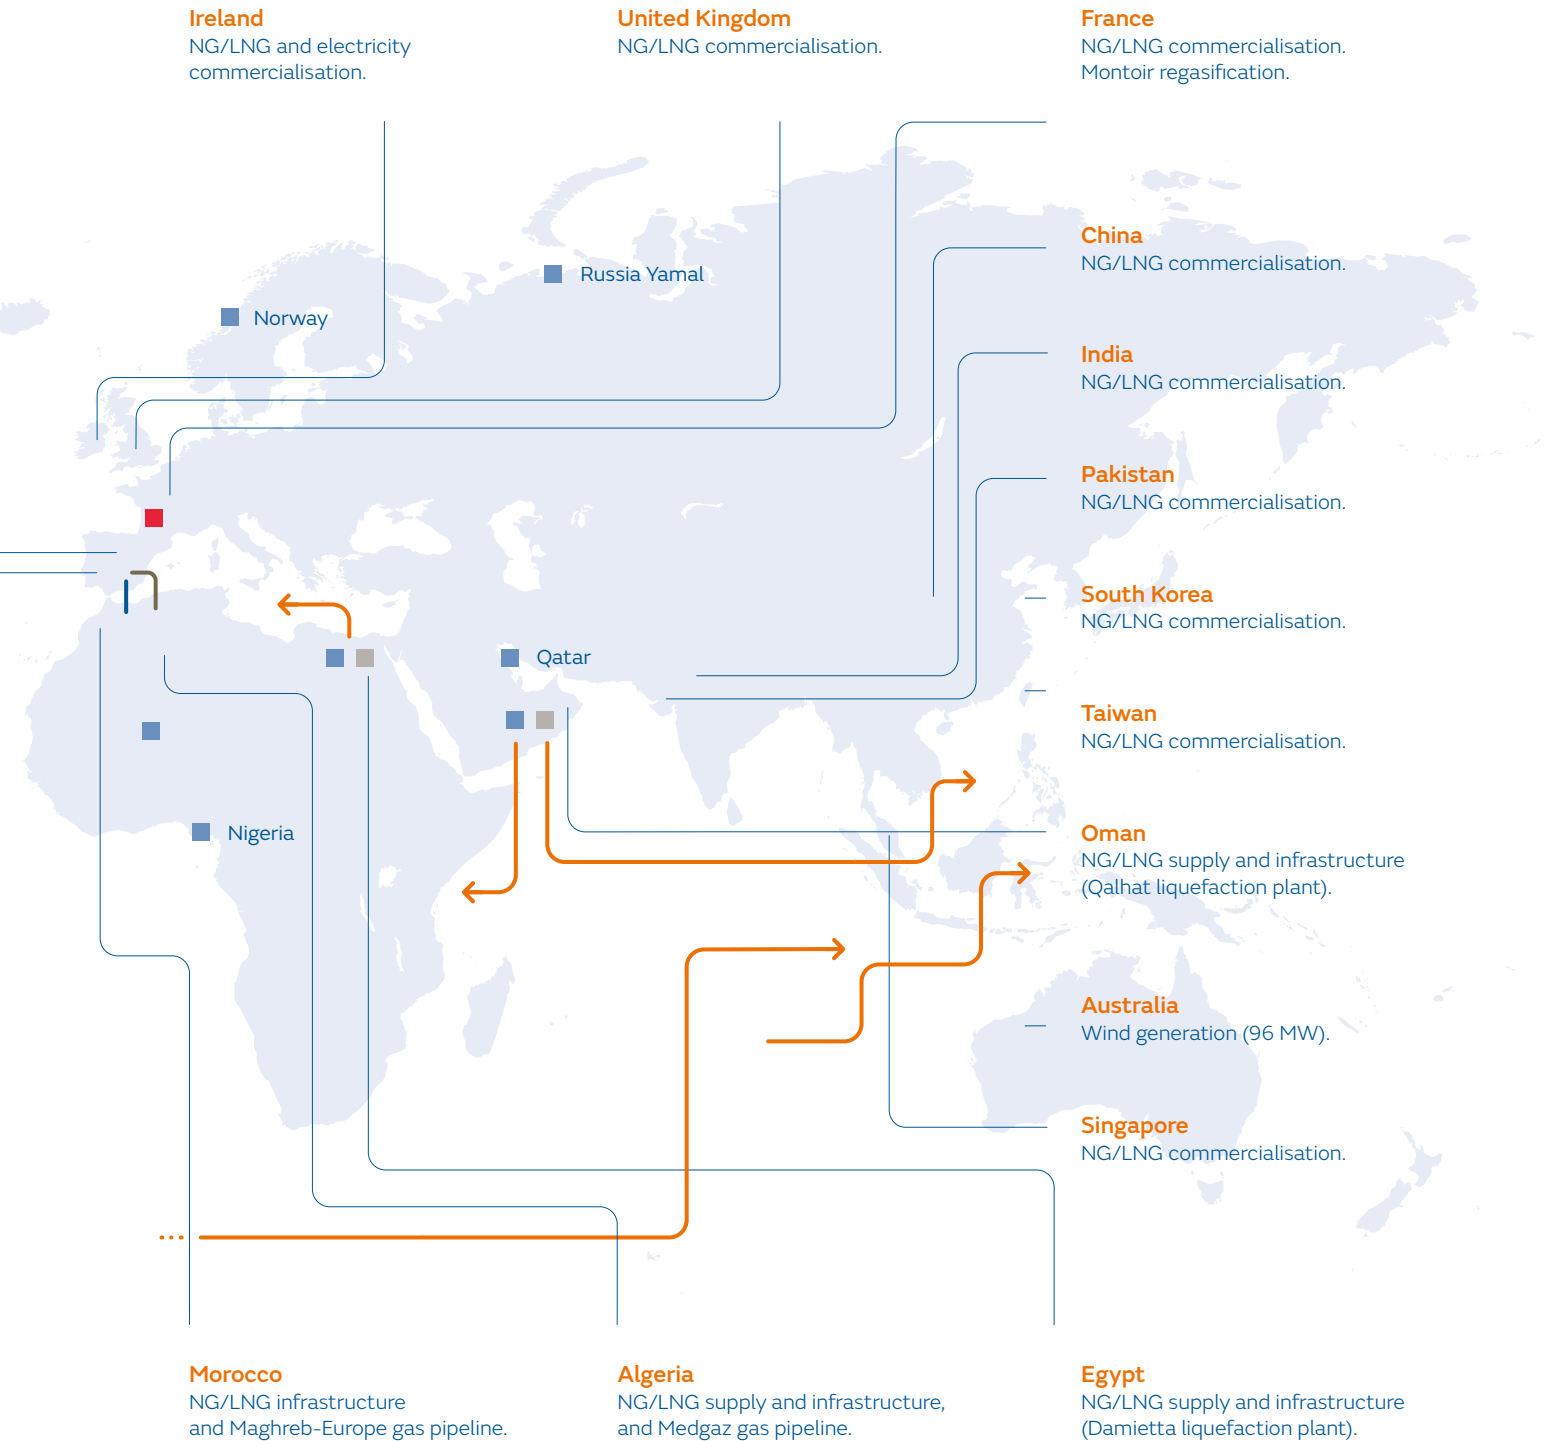 Ireland
NG/LNG and electricity
commercialisation.
United Kingdom
NG/LNG commercialisation.
France
NG/LNG commercialisation.
Montoir regasification.
China
NG/LNG commercialisation.
Russia Yamal
Norway
India
NG/LNG commercialisation.
Pakistan
NG/LNG commercialisation.
South Korea
NG/LNG commercialisation.
Qatar
Taiwan
NG/LNG commercialisation.
Nigeria
Oman
NG/LNG supply and infrastructure
(Qalhat liquefaction plant).
Australia
Wind generation (96 MW).
Singapore
NG/LNG commercialisation.
Morocco
NG/LNG infrastructure
and Maghreb-Europe gas pipeline.
Algeria
NG/LNG supply and infrastructure,
and Medgaz gas pipeline.
Egypt
NG/LNG supply and infrastructure
(Damietta liquefaction plant).